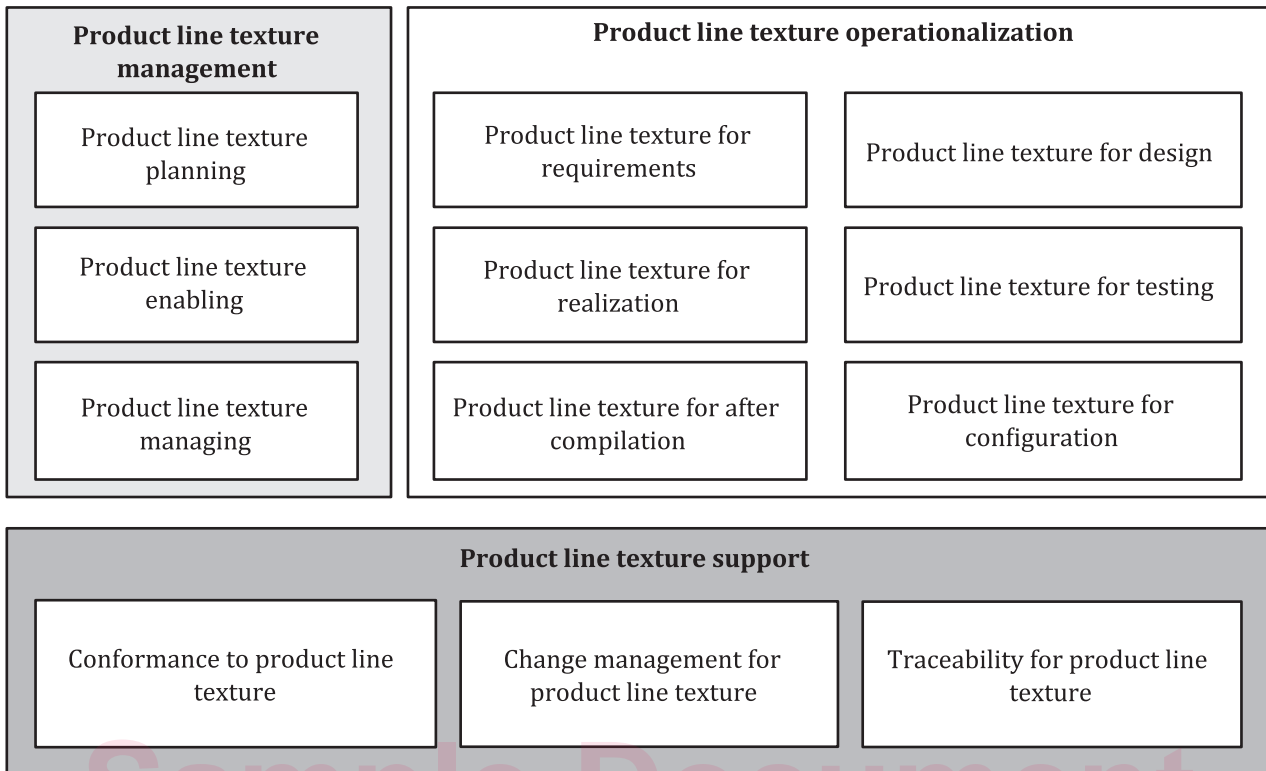 Product line texture
management
Product line texture
planning
Product line texture
enabling
Product line texture
managing
Product line texture operationalization
Product line texture for
requirements
Product line texture for design
Product line texture for
realization
Product line texture for testing
Product line texture for after
compilation
Product line texture for
configuration
Product line texture support
Conformance to product line
texture
Change management for
product line texture
Traceability for product line
texture
Sample Document